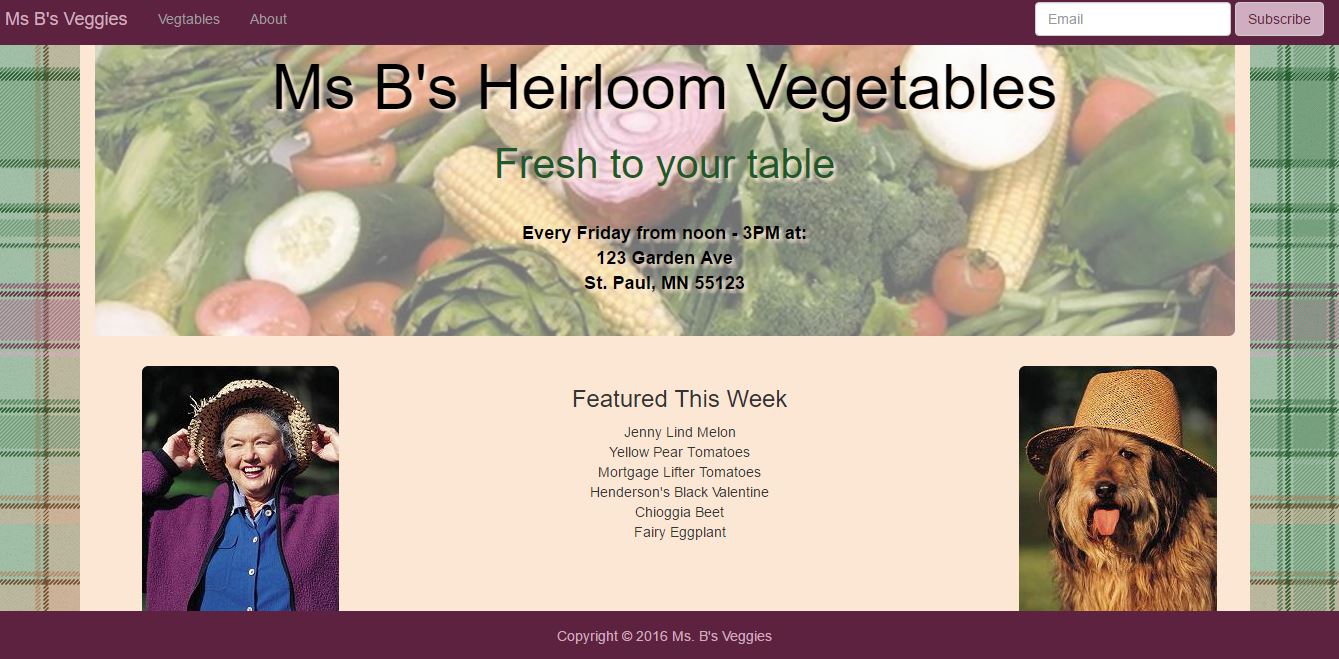 Ms B's Veggies Vegtables About Email Subscribe
Ms B's Heirloom Vegetables
Fresh to your table
Every Friday from noon - 3PM at:
123 Garden Ave
St. Paul, MN 55123
Featured This Week
Jenny Lind Melon
Yellow Pear Tomatoes
Mortgage Lifter Tomatoes
Henderson's Black Valentine
Chioggia Beet
Fairy Eggplant
Copyright © 2016 Ms. B's Veggies